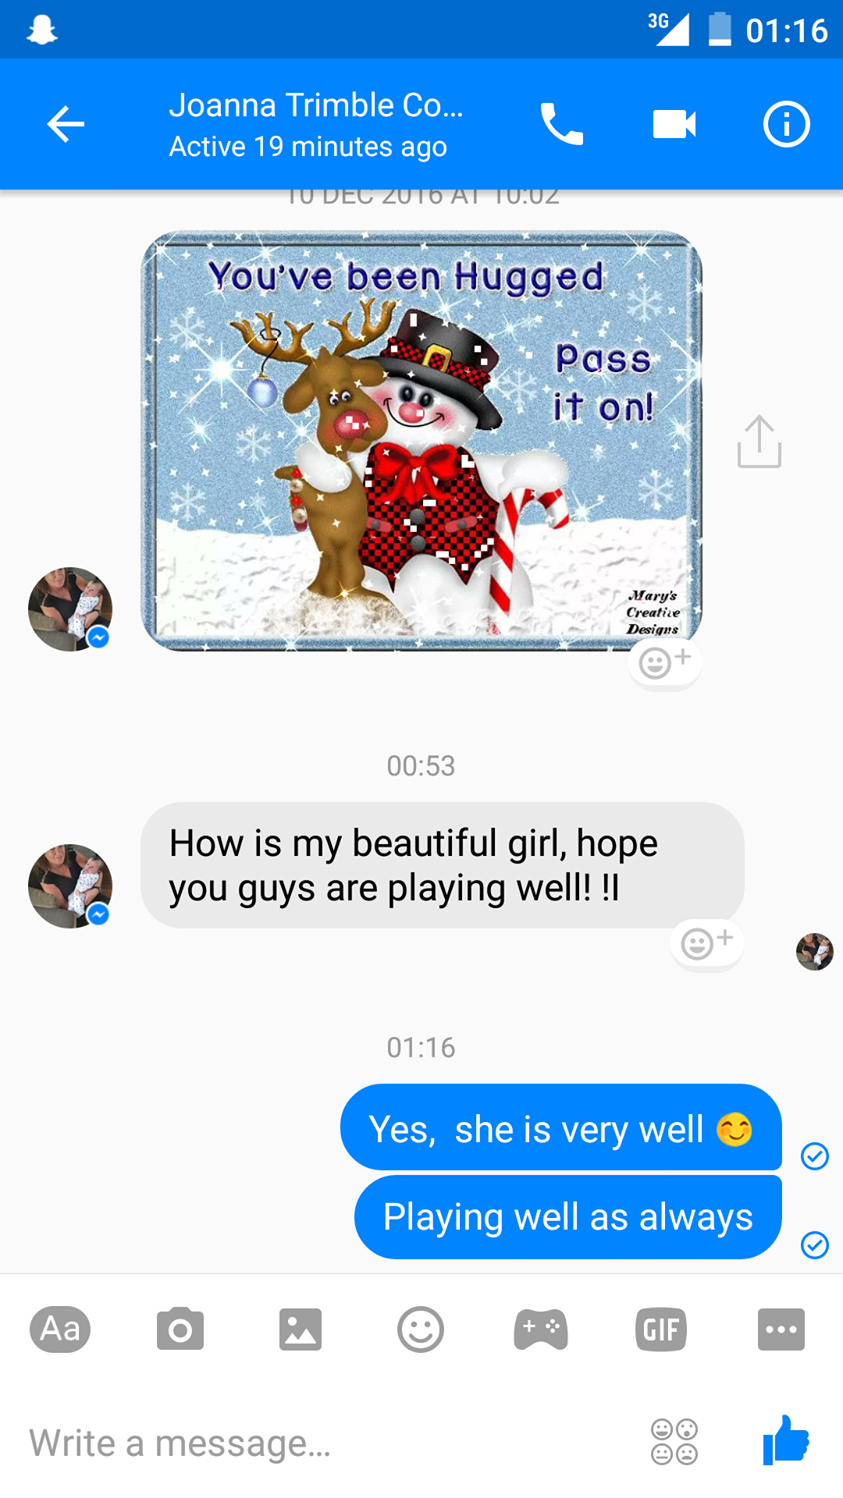 3G 01:16
Joanna Trimble Co...
Active 19 minutes ago
10 DEC 2016 AT 10:02
You've been Hugged
Pass
it on!
Mary's
Creative
Designs
00:53
How is my beautiful girl, hope
you guys are playing well! !l
01:16
Yes,  she is very well 😊
Playing well as always
Aa GIF
Write a message...